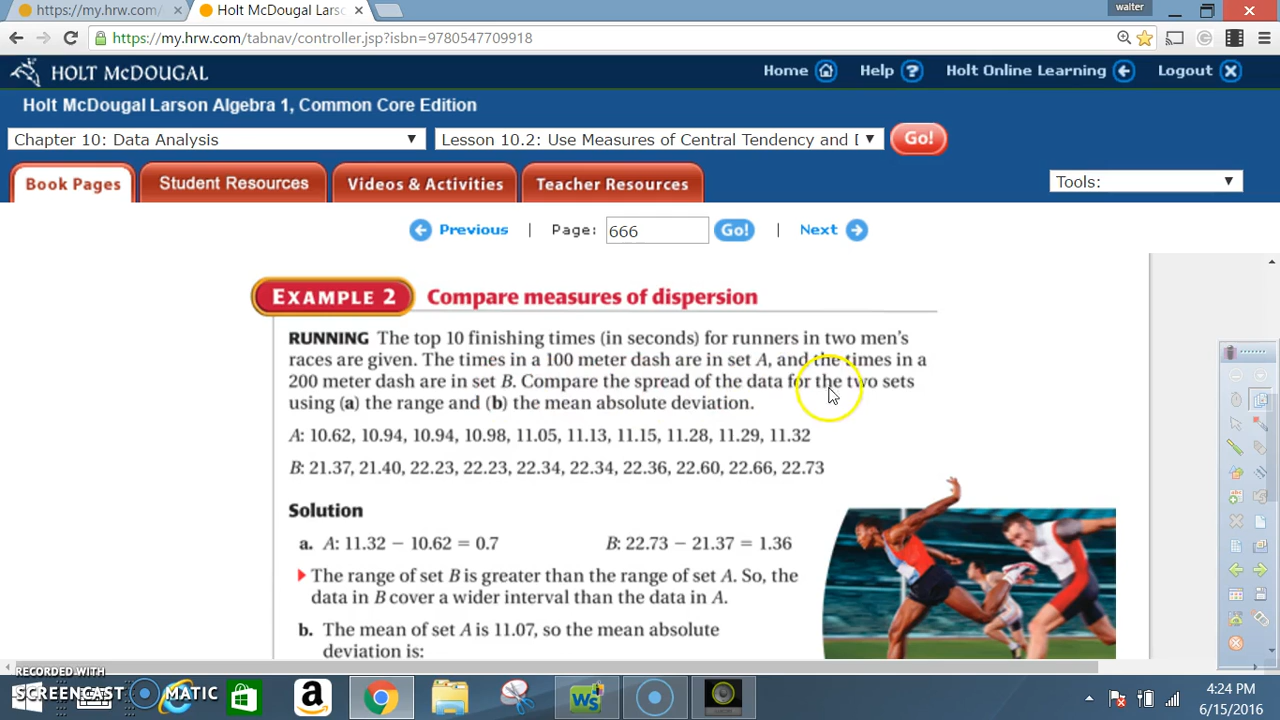 https://my.hrw.com/tabnav/
Holt McDougal Larso
walter
https://my.hrw.com/tabnav/controller.jsp?isbn=9780547709918
HOLT MCDOUGAL
Home
Help
Holt Online Learning
Logout
Holt McDougal Larson Algebra 1, Common Core Edition
Chapter 10: Data Analysis
Lesson 10.2: Use Measures of Central Tendency and D
Go!
Book Pages
Student Resources
Videos & Activities
Teacher Resources
Tools:
Previous | Page: 666 Go! | Next
EXAMPLE 2 Compare measures of dispersion
RUNNING The top 10 finishing times (in seconds) for runners in two men's
races are given. The times in a 100 meter dash are in set A, and the times in a
200 meter dash are in set B. Compare the spread of the data for the two sets
using (a) the range and (b) the mean absolute deviation.
A: 10.62, 10.94, 10.94, 10.98, 11.05, 11.13, 11.15, 11.28, 11.29, 11.32
B: 21.37, 21.40, 22.23, 22.23, 22.34, 22.34, 22.36, 22.60, 22.66, 22.73
Solution
a. A: 11.32 − 10.62 = 0.7 B: 22.73 − 21.37 = 1.36
The range of set B is greater than the range of set A. So, the
data in B cover a wider interval than the data in A.
b. The mean of set A is 11.07, so the mean absolute
deviation is:
RECORDED WITH
SCREENCAST MATIC
4:24 PM
6/15/2016